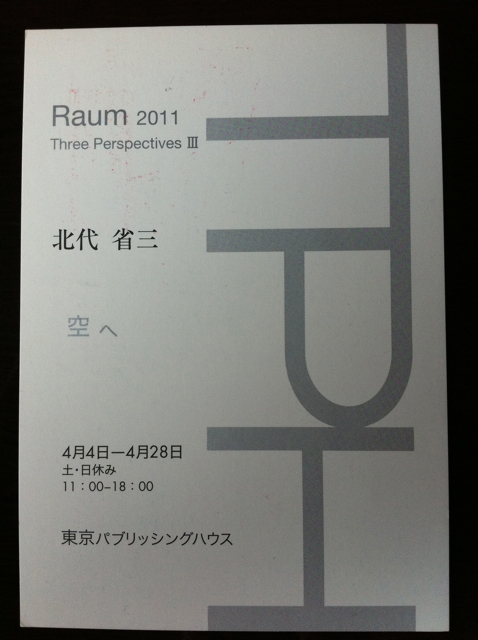 Raum 2011
Three Perspectives Ⅲ
北代 省三
空へ
4月4日ー4月28日
土・日休み
11：00–18：00
東京パブリッシングハウス
TPH